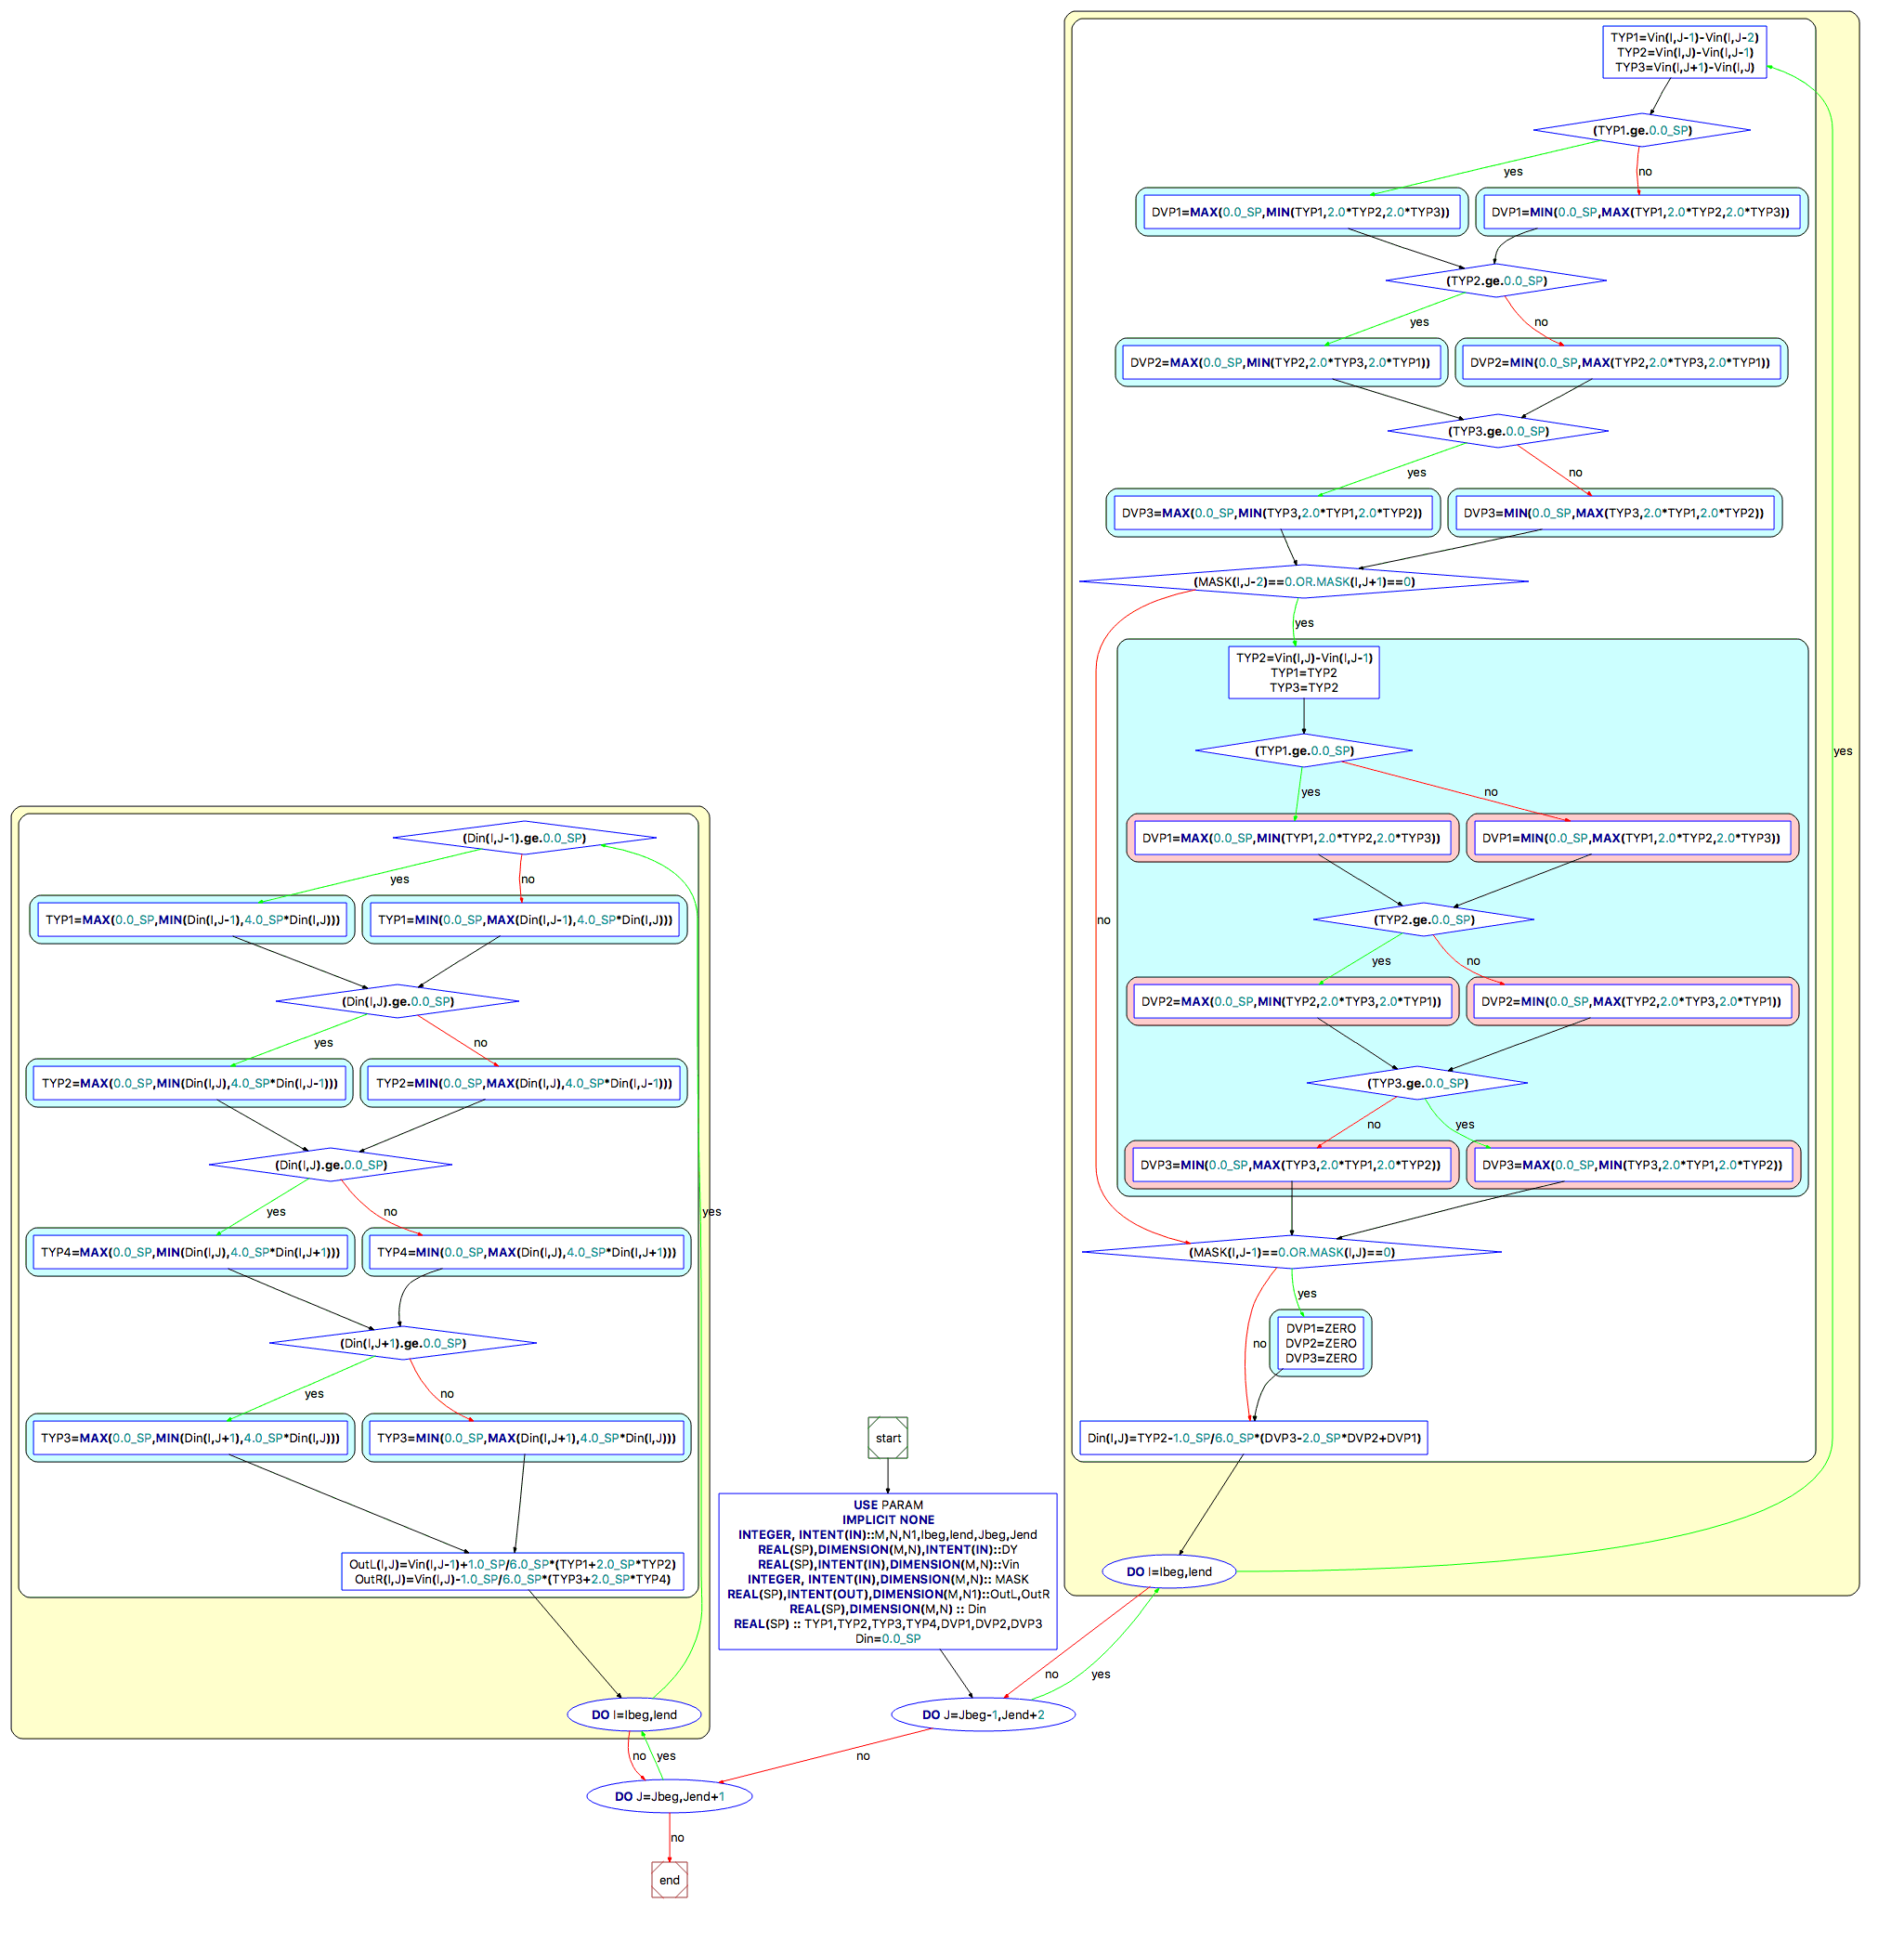 TYP1=Vin(I,J-1)-Vin(I,J-2)
TYP2=Vin(I,J)-Vin(I,J-1)
TYP3=Vin(I,J+1)-Vin(I,J)
(TYP1.ge.0.0_SP)
yes
no
DVP1=MAX(0.0_SP,MIN(TYP1,2.0*TYP2,2.0*TYP3))
DVP1=MIN(0.0_SP,MAX(TYP1,2.0*TYP2,2.0*TYP3))
(TYP2.ge.0.0_SP)
yes
no
DVP2=MAX(0.0_SP,MIN(TYP2,2.0*TYP3,2.0*TYP1))
DVP2=MIN(0.0_SP,MAX(TYP2,2.0*TYP3,2.0*TYP1))
(TYP3.ge.0.0_SP)
yes
no
DVP3=MAX(0.0_SP,MIN(TYP3,2.0*TYP1,2.0*TYP2))
DVP3=MIN(0.0_SP,MAX(TYP3,2.0*TYP1,2.0*TYP2))
(MASK(I,J-2)==0.OR.MASK(I,J+1)==0)
yes
TYP2=Vin(I,J)-Vin(I,J-1)
TYP1=TYP2
TYP3=TYP2
(TYP1.ge.0.0_SP)
yes
yes
no
DVP1=MAX(0.0_SP,MIN(TYP1,2.0*TYP2,2.0*TYP3))
DVP1=MIN(0.0_SP,MAX(TYP1,2.0*TYP2,2.0*TYP3))
no
(TYP2.ge.0.0_SP)
yes
no
DVP2=MAX(0.0_SP,MIN(TYP2,2.0*TYP3,2.0*TYP1))
DVP2=MIN(0.0_SP,MAX(TYP2,2.0*TYP3,2.0*TYP1))
(TYP3.ge.0.0_SP)
no
yes
DVP3=MIN(0.0_SP,MAX(TYP3,2.0*TYP1,2.0*TYP2))
DVP3=MAX(0.0_SP,MIN(TYP3,2.0*TYP1,2.0*TYP2))
(MASK(I,J-1)==0.OR.MASK(I,J)==0)
yes
no
DVP1=ZERO
DVP2=ZERO
DVP3=ZERO
Din(I,J)=TYP2-1.0_SP/6.0_SP*(DVP3-2.0_SP*DVP2+DVP1)
DO I=Ibeg,Iend
(Din(I,J-1).ge.0.0_SP)
yes
no
TYP1=MAX(0.0_SP,MIN(Din(I,J-1),4.0_SP*Din(I,J)))
TYP1=MIN(0.0_SP,MAX(Din(I,J-1),4.0_SP*Din(I,J)))
(Din(I,J).ge.0.0_SP)
yes
no
TYP2=MAX(0.0_SP,MIN(Din(I,J),4.0_SP*Din(I,J-1)))
TYP2=MIN(0.0_SP,MAX(Din(I,J),4.0_SP*Din(I,J-1)))
(Din(I,J).ge.0.0_SP)
yes
no
yes
TYP4=MAX(0.0_SP,MIN(Din(I,J),4.0_SP*Din(I,J+1)))
TYP4=MIN(0.0_SP,MAX(Din(I,J),4.0_SP*Din(I,J+1)))
(Din(I,J+1).ge.0.0_SP)
yes
no
TYP3=MAX(0.0_SP,MIN(Din(I,J+1),4.0_SP*Din(I,J)))
TYP3=MIN(0.0_SP,MAX(Din(I,J+1),4.0_SP*Din(I,J)))
OutL(I,J)=Vin(I,J-1)+1.0_SP/6.0_SP*(TYP1+2.0_SP*TYP2)
OutR(I,J)=Vin(I,J)-1.0_SP/6.0_SP*(TYP3+2.0_SP*TYP4)
DO I=Ibeg,Iend
start
USE PARAM
IMPLICIT NONE
INTEGER, INTENT(IN)::M,N,N1,Ibeg,Iend,Jbeg,Jend
REAL(SP),DIMENSION(M,N),INTENT(IN)::DY
REAL(SP),INTENT(IN),DIMENSION(M,N)::Vin
INTEGER, INTENT(IN),DIMENSION(M,N):: MASK
REAL(SP),INTENT(OUT),DIMENSION(M,N1)::OutL,OutR
REAL(SP),DIMENSION(M,N) :: Din
REAL(SP) :: TYP1,TYP2,TYP3,TYP4,DVP1,DVP2,DVP3
Din=0.0_SP
no
yes
DO J=Jbeg-1,Jend+2
no
no
yes
DO J=Jbeg,Jend+1
no
end